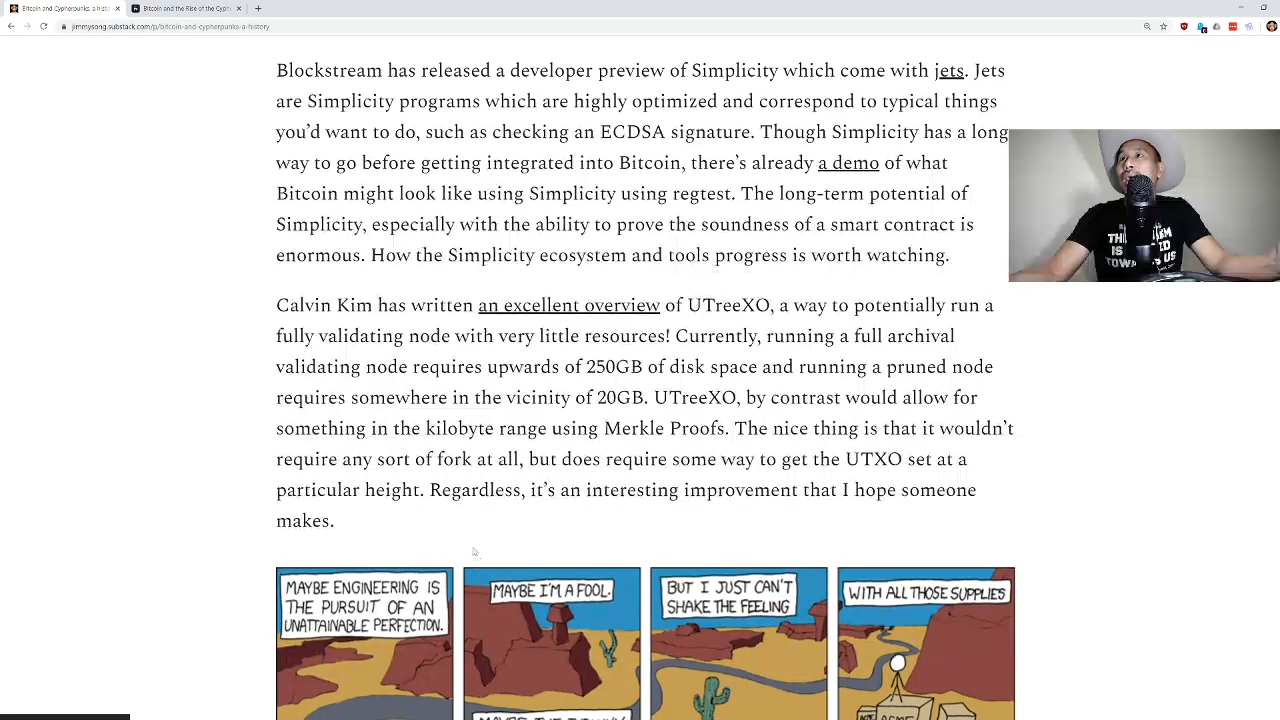 Bitcoin and Cypherpunks: a histo
Bitcoin and the Rise of the Cyphe
jimmysong.substack.com/p/bitcoin-and-cypherpunks-a-history
Blockstream has released a developer preview of Simplicity which come with jets. Jets
are Simplicity programs which are highly optimized and correspond to typical things
you’d want to do, such as checking an ECDSA signature. Though Simplicity has a long
way to go before getting integrated into Bitcoin, there’s already a demo of what
Bitcoin might look like using Simplicity using regtest. The long-term potential of
Simplicity, especially with the ability to prove the soundness of a smart contract is
enormous. How the Simplicity ecosystem and tools progress is worth watching.
Calvin Kim has written an excellent overview of UTreeXO, a way to potentially run a
fully validating node with very little resources! Currently, running a full archival
validating node requires upwards of 250GB of disk space and running a pruned node
requires somewhere in the vicinity of 20GB. UTreeXO, by contrast would allow for
something in the kilobyte range using Merkle Proofs. The nice thing is that it wouldn’t
require any sort of fork at all, but does require some way to get the UTXO set at a
particular height. Regardless, it’s an interesting improvement that I hope someone
makes.
MAYBE ENGINEERING IS
THE PURSUIT OF AN
UNATTAINABLE PERFECTION.
MAYBE I'M A FOOL.
BUT I JUST CAN'T
SHAKE THE FEELING
WITH ALL THOSE SUPPLIES
ACME